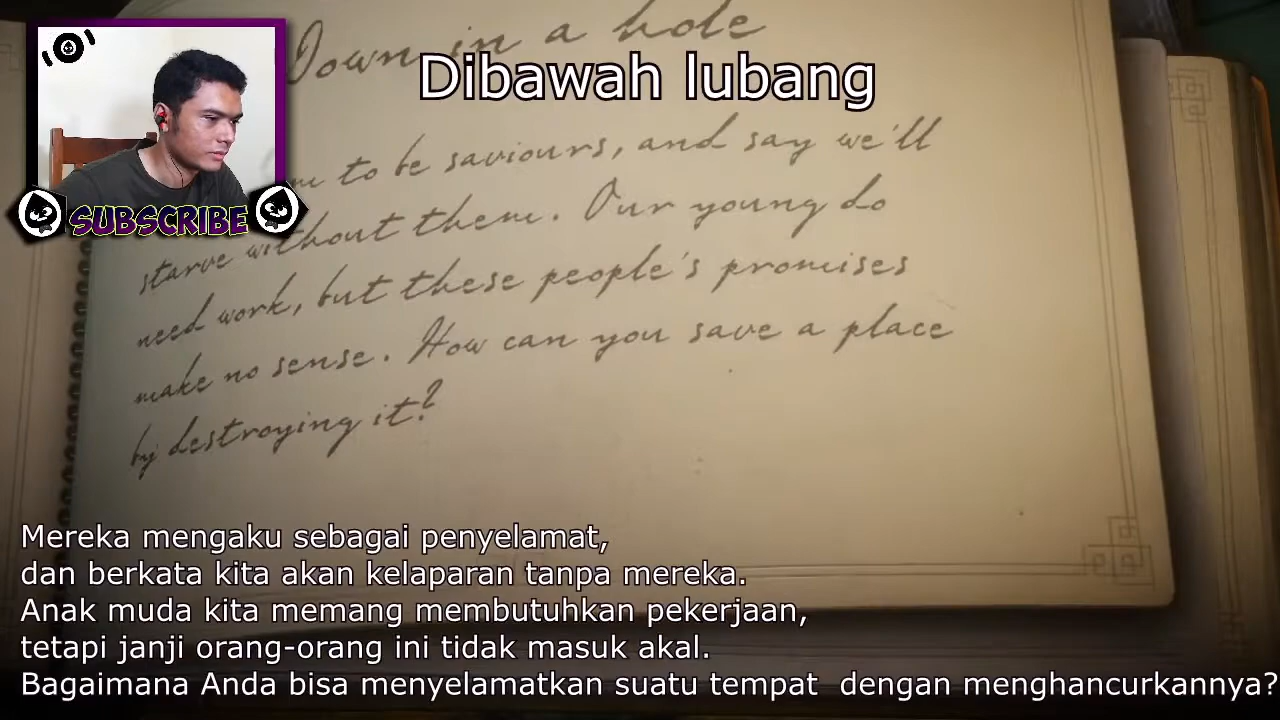 Down in a hole
Dibawah lubang
to be saviours, and say we'll
starve without them. Our young do
need work, but these people's promises
make no sense. How can you save a place
by destroying it?
SUBSCRIBE
Mereka mengaku sebagai penyelamat,
dan berkata kita akan kelaparan tanpa mereka.
Anak muda kita memang membutuhkan pekerjaan,
tetapi janji orang-orang ini tidak masuk akal.
Bagaimana Anda bisa menyelamatkan suatu tempat dengan menghancurkannya?